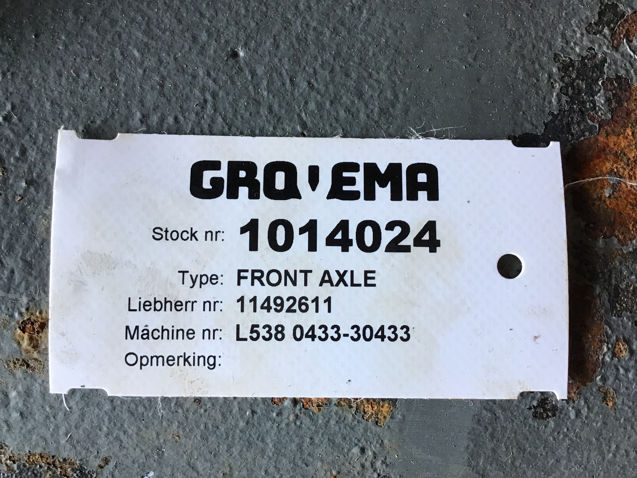 GROVEMA
Stock nr: 1014024
Type: FRONT AXLE
Liebherr nr: 11492611
Machine nr: L538 0433-30433
Opmerking: